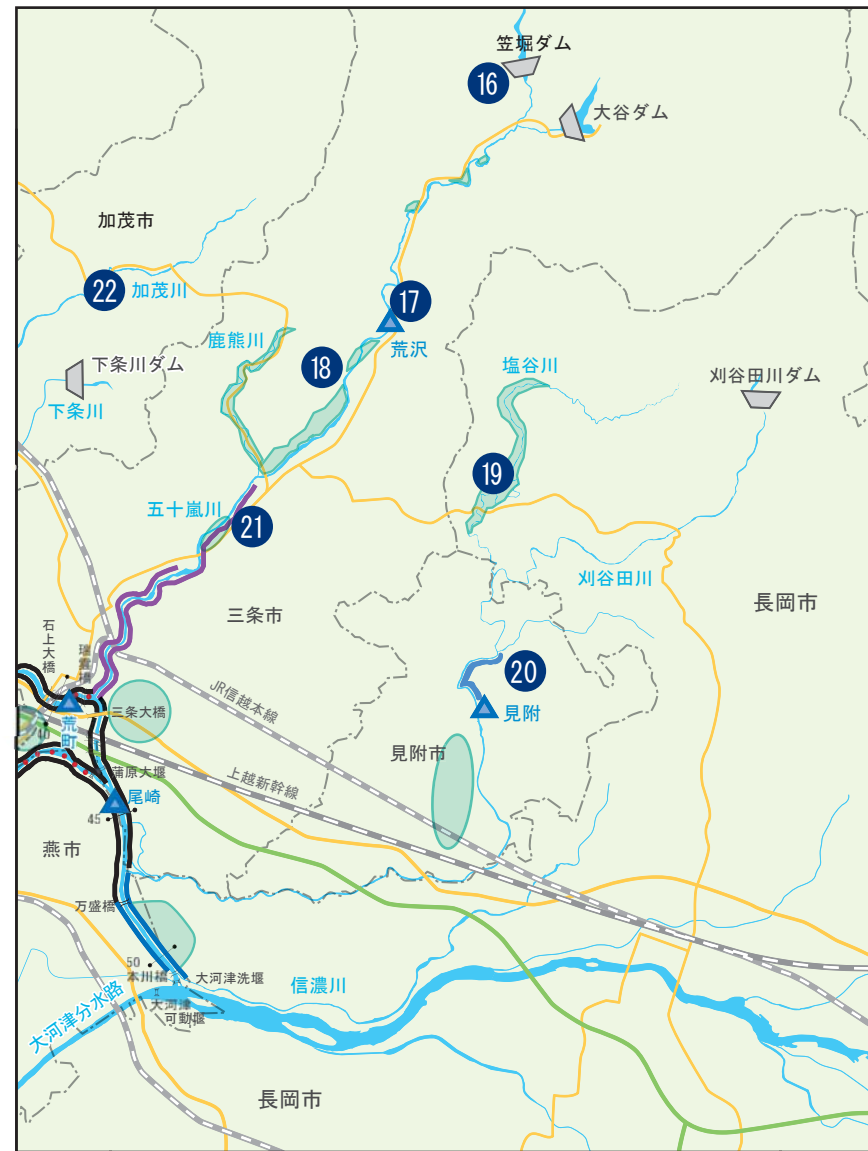 笠堀ダム
16
大谷ダム
加茂市
22
加茂川
17
荒沢
鹿熊川
18
下条川ダム
下条川
塩谷川
刈谷田川ダム
19
五十嵐川
21
刈谷田川
三条市
長岡市
石上大橋
瑞雲橋
20
見附
JR信越本線
三条大橋
荒町
40
見附市
上越新幹線
蒲原大堰
尾崎
45
燕市
万盛橋
50
本川橋
大河津洗堰
信濃川
大河津分水路
大河津
可動堰
長岡市